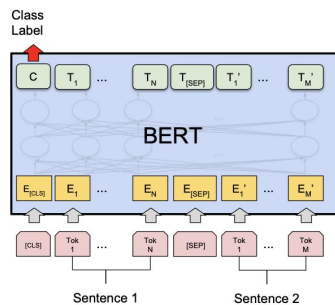 Class
Label
C T1 ... TN T[SEP] T1' ... TM'
BERT
E[CLS] E1 ... EN E[SEP] E1' ... EM'
[CLS] Tok 1 ... Tok N [SEP] Tok 1 ... Tok M
Sentence 1 Sentence 2